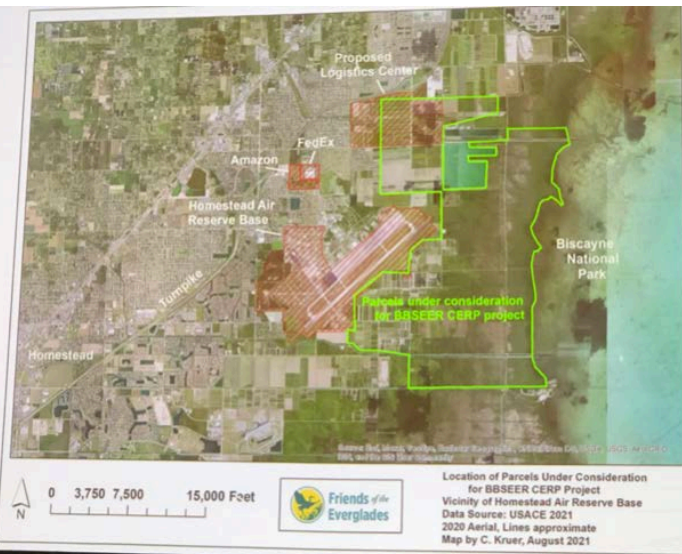 Proposed
Logistics Center
FedEx
Amazon
Homestead Air
Reserve Base
Biscayne
National
Park
Turnpike
Parcels under consideration
for BBSEER CERP project
Homestead
N
0 3,750 7,500 15,000 Feet
Friends of the
Everglades
Location of Parcels Under Consideration
for BBSEER CERP Project
Vicinity of Homestead Air Reserve Base
Data Source: USACE 2021
2020 Aerial, Lines approximate
Map by C. Kruer, August 2021